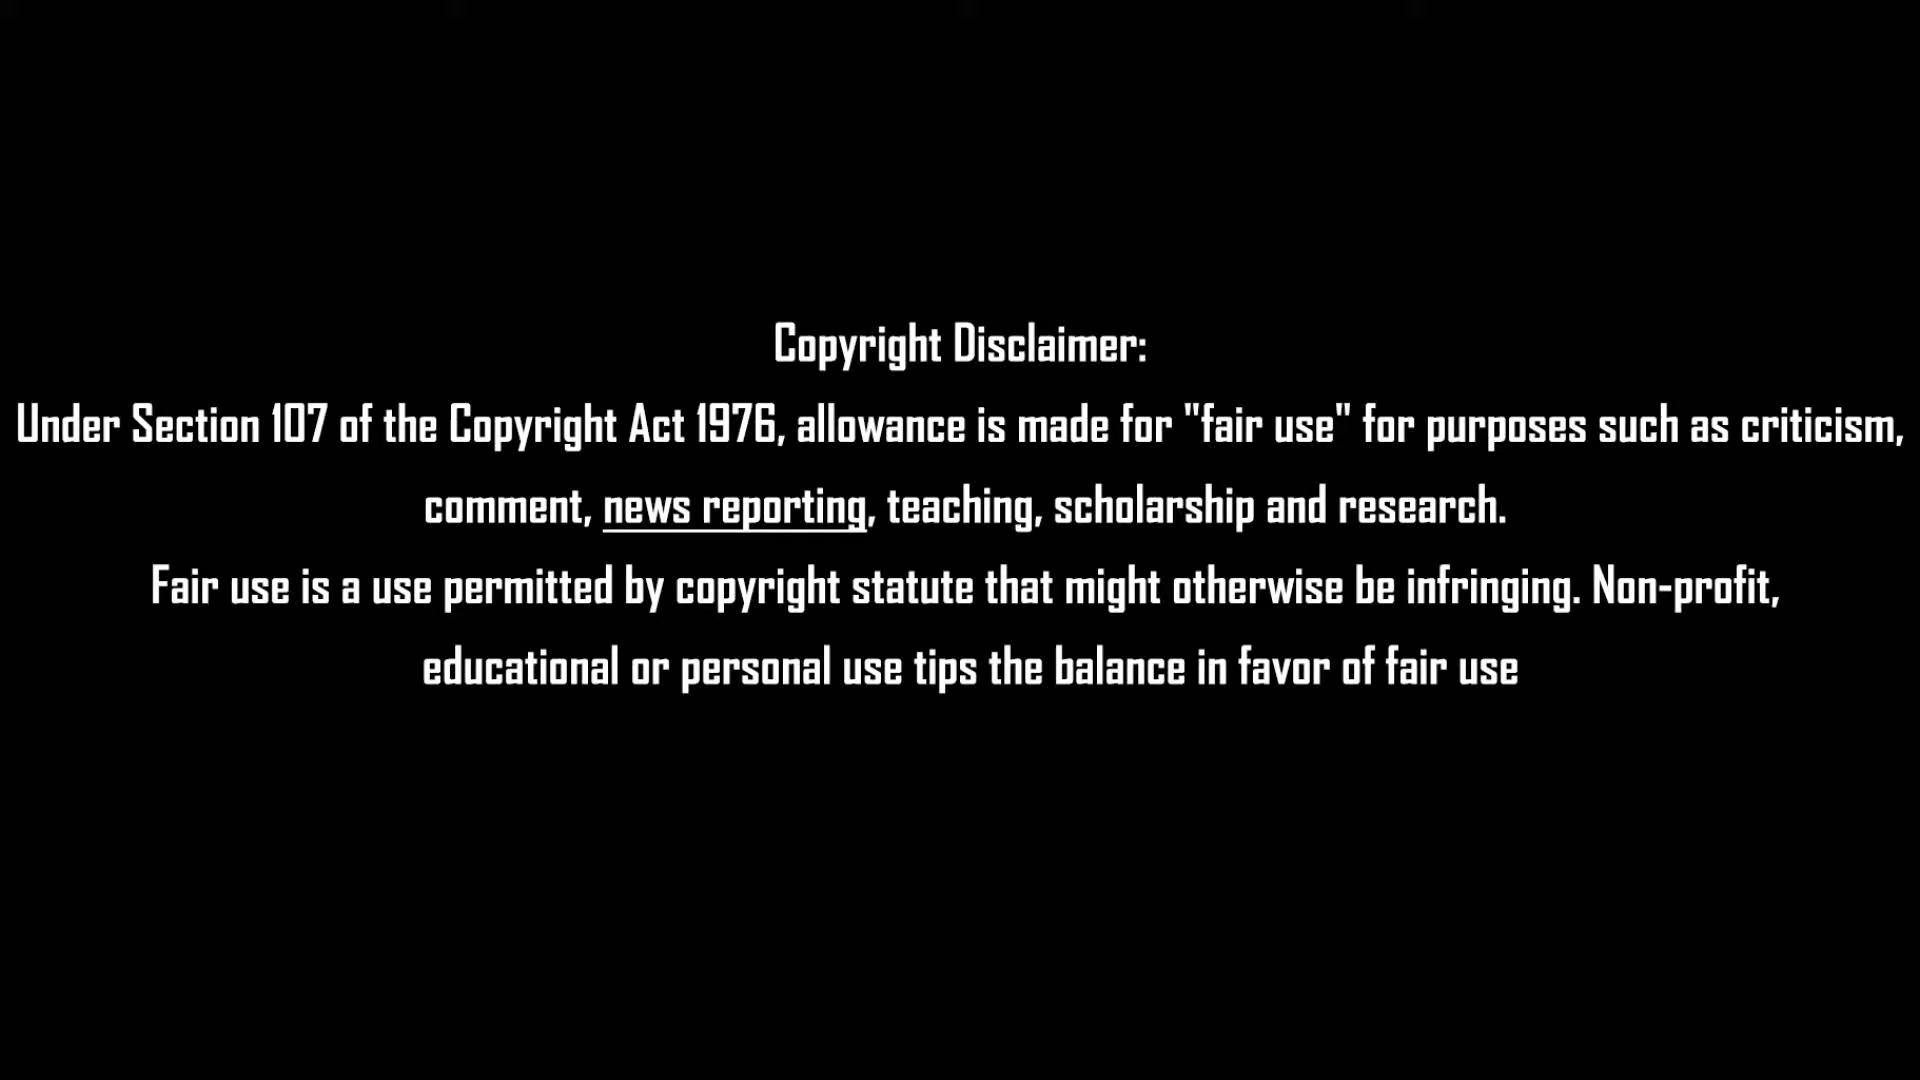 Copyright Disclaimer:
Under Section 107 of the Copyright Act 1976, allowance is made for "fair use" for purposes such as criticism,
comment, news reporting, teaching, scholarship and research.
Fair use is a use permitted by copyright statute that might otherwise be infringing. Non-profit,
educational or personal use tips the balance in favor of fair use